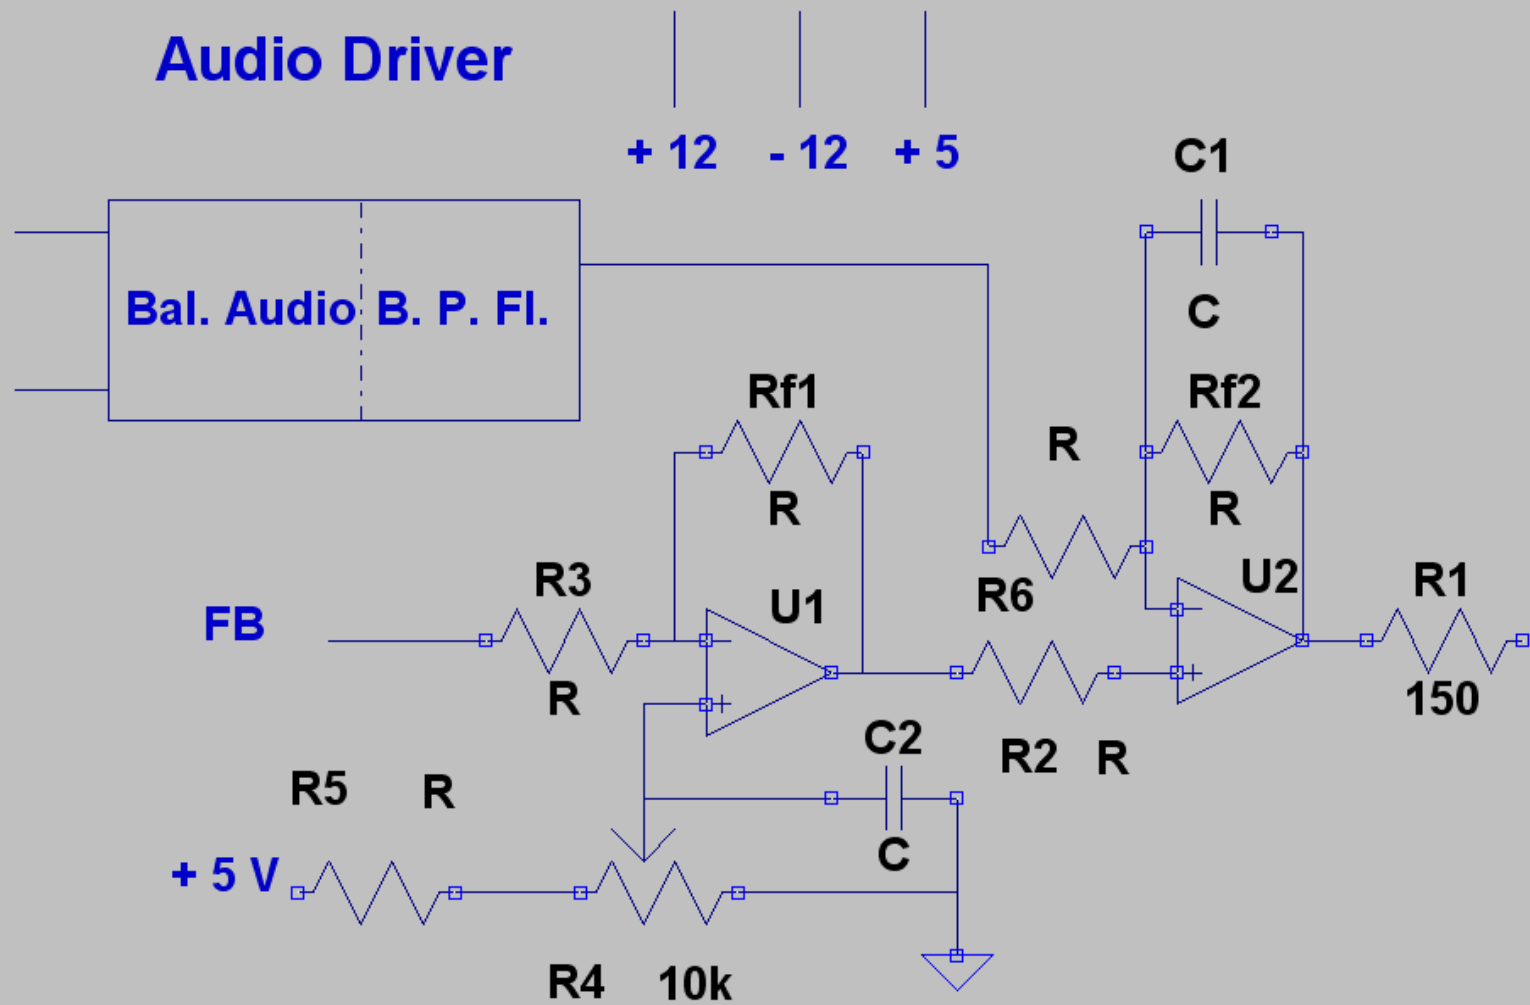 Audio Driver
+ 12 - 12 + 5
C1
Bal. Audio B. P. Fl.
C
Rf1
Rf2
R
R
R
R3
U1
U2
R1
R6
FB
R
150
C2
R2 R
R5 R
C
+ 5 V
R4 10k